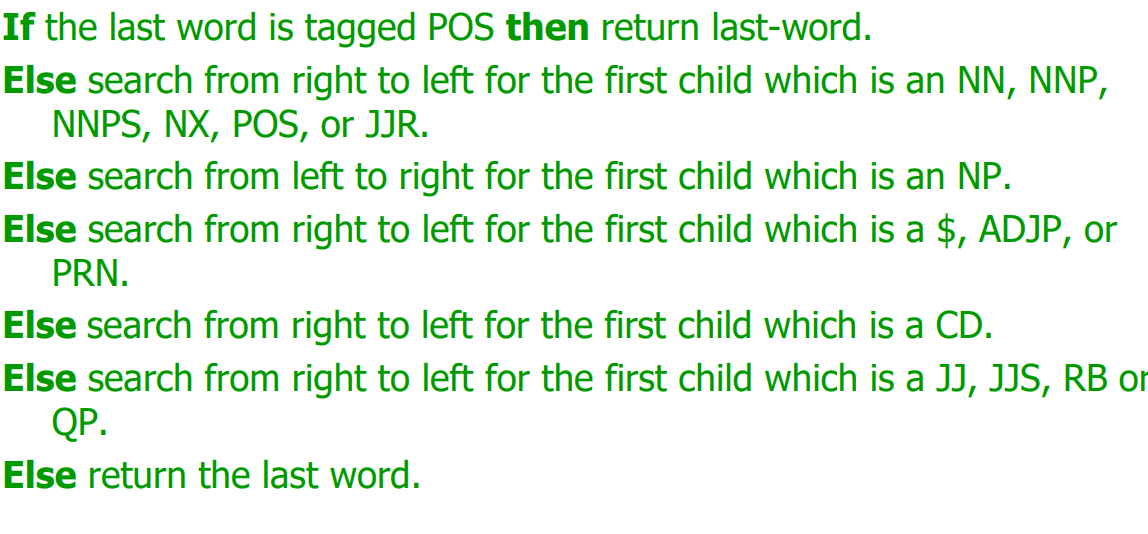 If the last word is tagged POS then return last-word.
Else search from right to left for the first child which is an NN, NNP,
NNPS, NX, POS, or JJR.
Else search from left to right for the first child which is an NP.
Else search from right to left for the first child which is a $, ADJP, or
PRN.
Else search from right to left for the first child which is a CD.
Else search from right to left for the first child which is a JJ, JJS, RB or
QP.
Else return the last word.